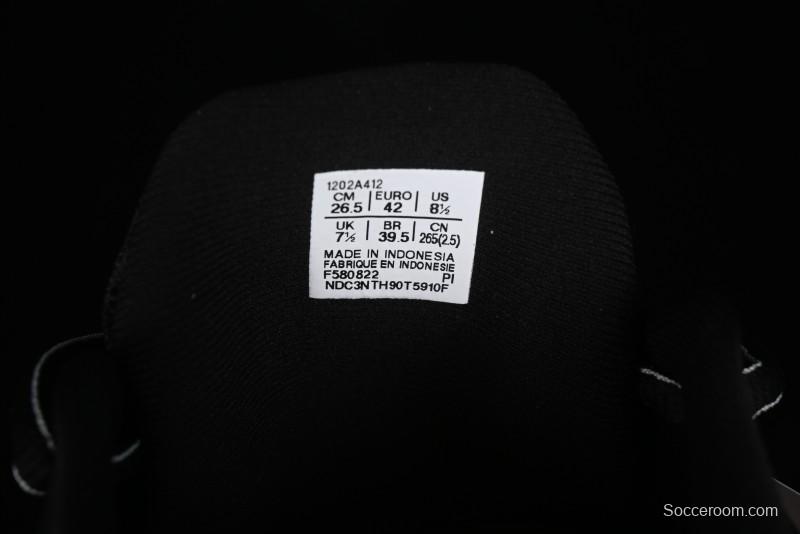 1202A412
CM | EURO | US
26.5 | 42 | 8½
UK | BR | CN
7½ | 39.5 | 265(2.5)
MADE IN INDONESIA
FABRIQUE EN INDONESIE
F580822 PI
NDC3NTH90T5910F
Socceroom.com